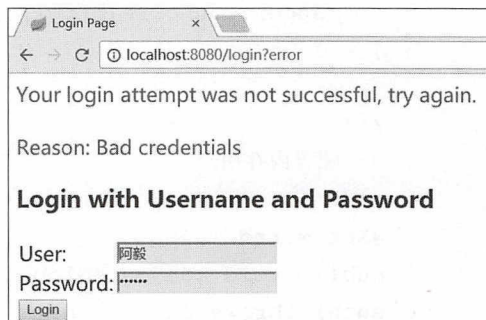 Login Page ×
localhost:8080/login?error
Your login attempt was not successful, try again.
Reason: Bad credentials
Login with Username and Password
User: 阿毅
Password: ••••••
Login